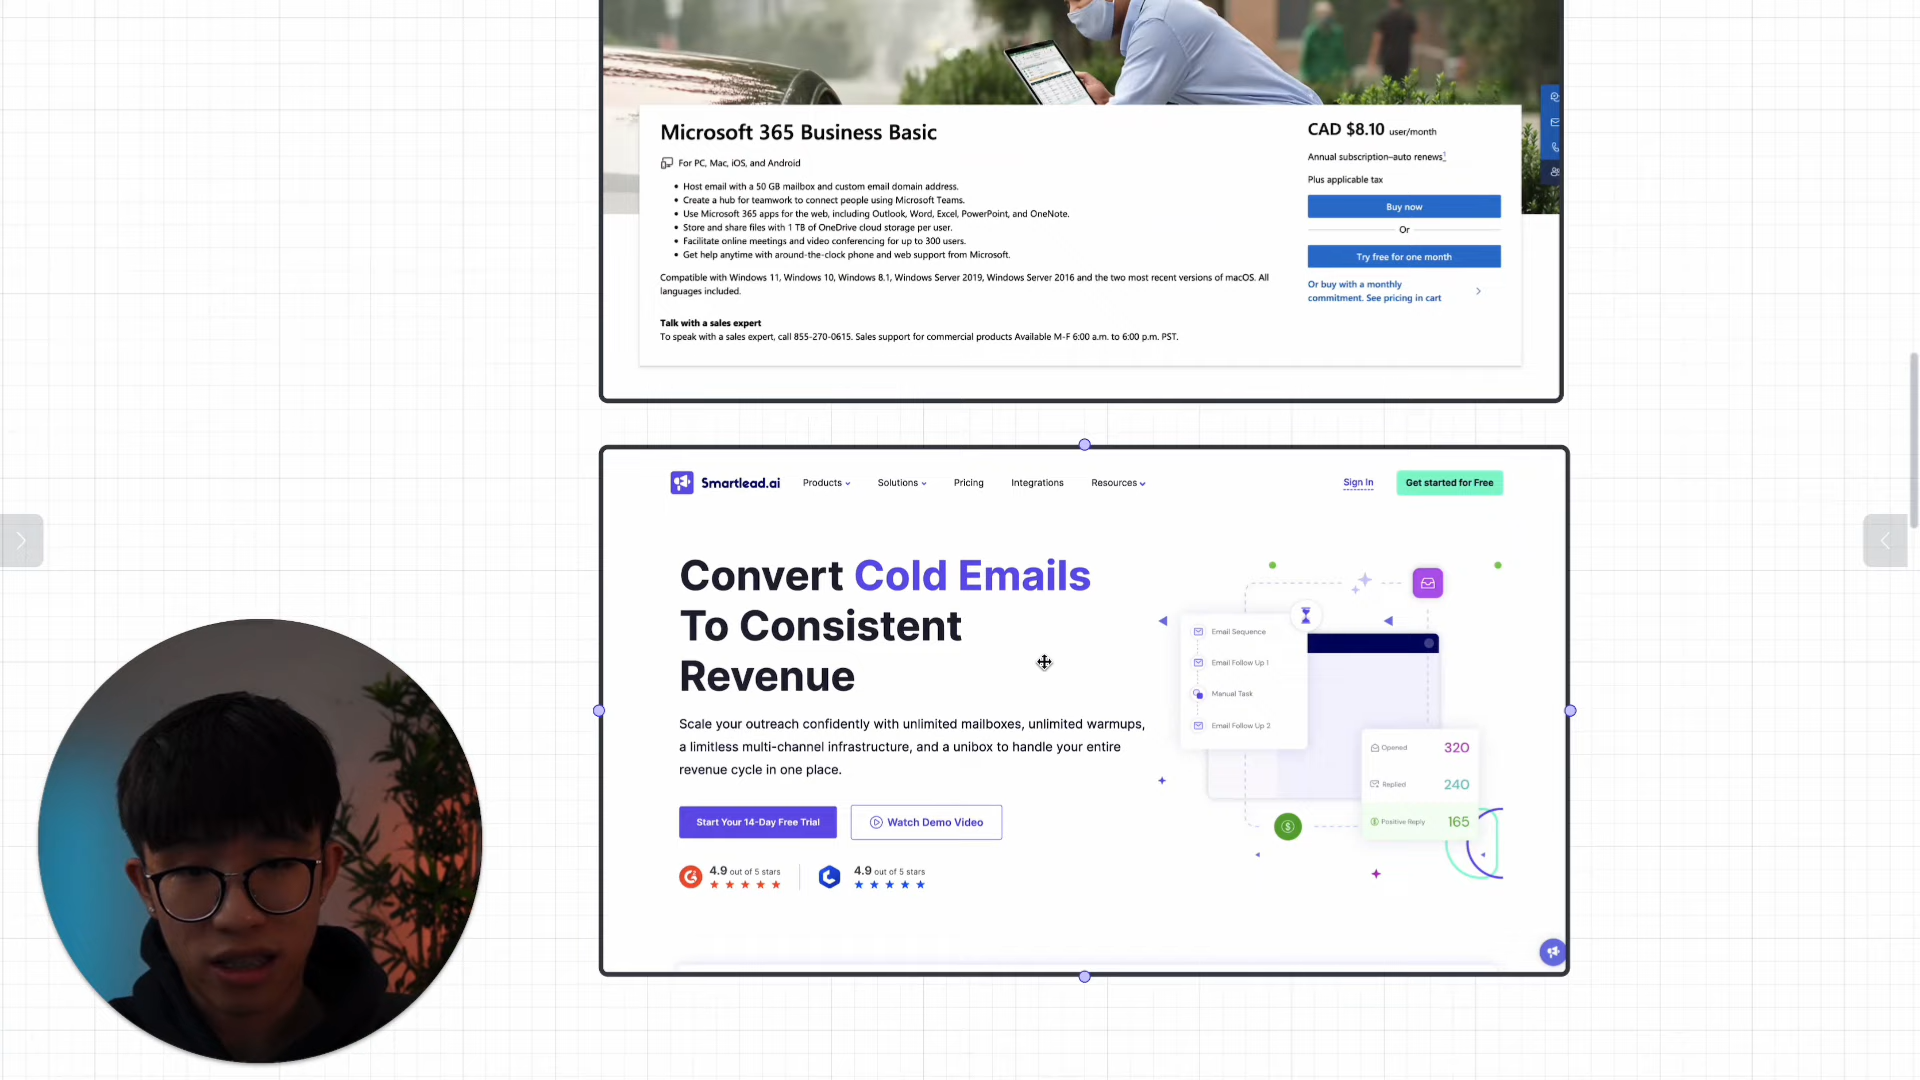 Microsoft 365 Business Basic
For PC, Mac, iOS, and Android
• Host email with a 50 GB mailbox and custom email domain address.
• Create a hub for teamwork to connect people using Microsoft Teams.
• Use Microsoft 365 apps for the web, including Outlook, Word, Excel, PowerPoint, and OneNote.
• Store and share files with 1 TB of OneDrive cloud storage per user.
• Facilitate online meetings and video conferencing for up to 300 users.
• Get help anytime with around-the-clock phone and web support from Microsoft.
Compatible with Windows 11, Windows 10, Windows 8.1, Windows Server 2019, Windows Server 2016 and the two most recent versions of macOS. All
languages included.
Talk with a sales expert
To speak with a sales expert, call 855-270-0615. Sales support for commercial products Available M-F 6:00 a.m. to 6:00 p.m. PST.
CAD $8.10 user/month
Annual subscription–auto renews¹
Plus applicable tax
Buy now
Or
Try free for one month
Or buy with a monthly
commitment. See pricing in cart
Smartlead.ai Products Solutions Pricing Integrations Resources Sign In Get started for Free
Convert Cold Emails
To Consistent
Revenue
Scale your outreach confidently with unlimited mailboxes, unlimited warmups,
a limitless multi-channel infrastructure, and a unibox to handle your entire
revenue cycle in one place.
Start Your 14-Day Free Trial Watch Demo Video
4.9 out of 5 stars 4.9 out of 5 stars
Email Sequence
Email Follow Up 1
Manual Task
Email Follow Up 2
Opened 320
Replied 240
Positive Reply 165